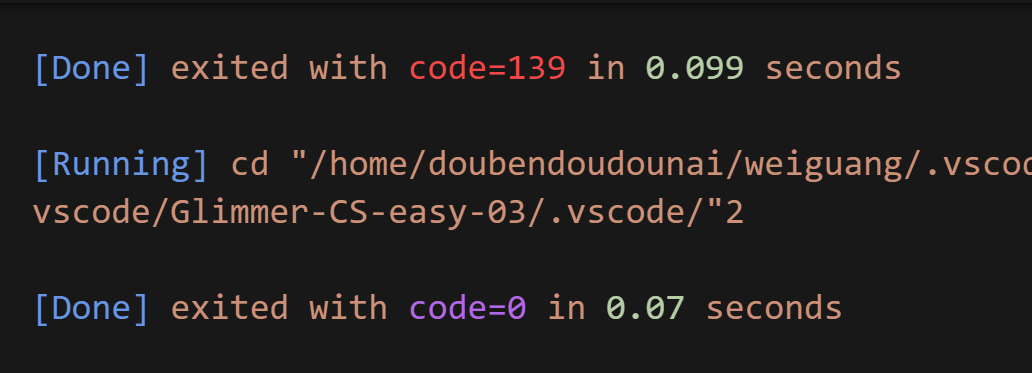 [Done] exited with code=139 in 0.099 seconds
[Running] cd "/home/doubendoudounai/weiguang/.vscod
vscode/Glimmer-CS-easy-03/.vscode/"2
[Done] exited with code=0 in 0.07 seconds